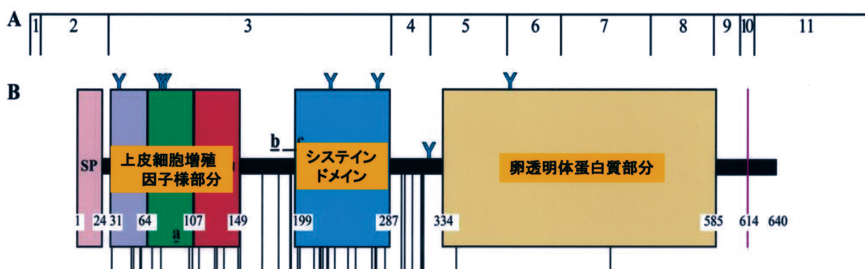 A
1 2 3 4 5 6 7 8 9 10 11
B
Y Y Y Y Y Y
b
SP
上皮細胞増殖
因子様部分
システイン
ドメイン
卵透明体蛋白質部分
Y
1 24 31 64 107 149 199 287 334 585 614 640
a